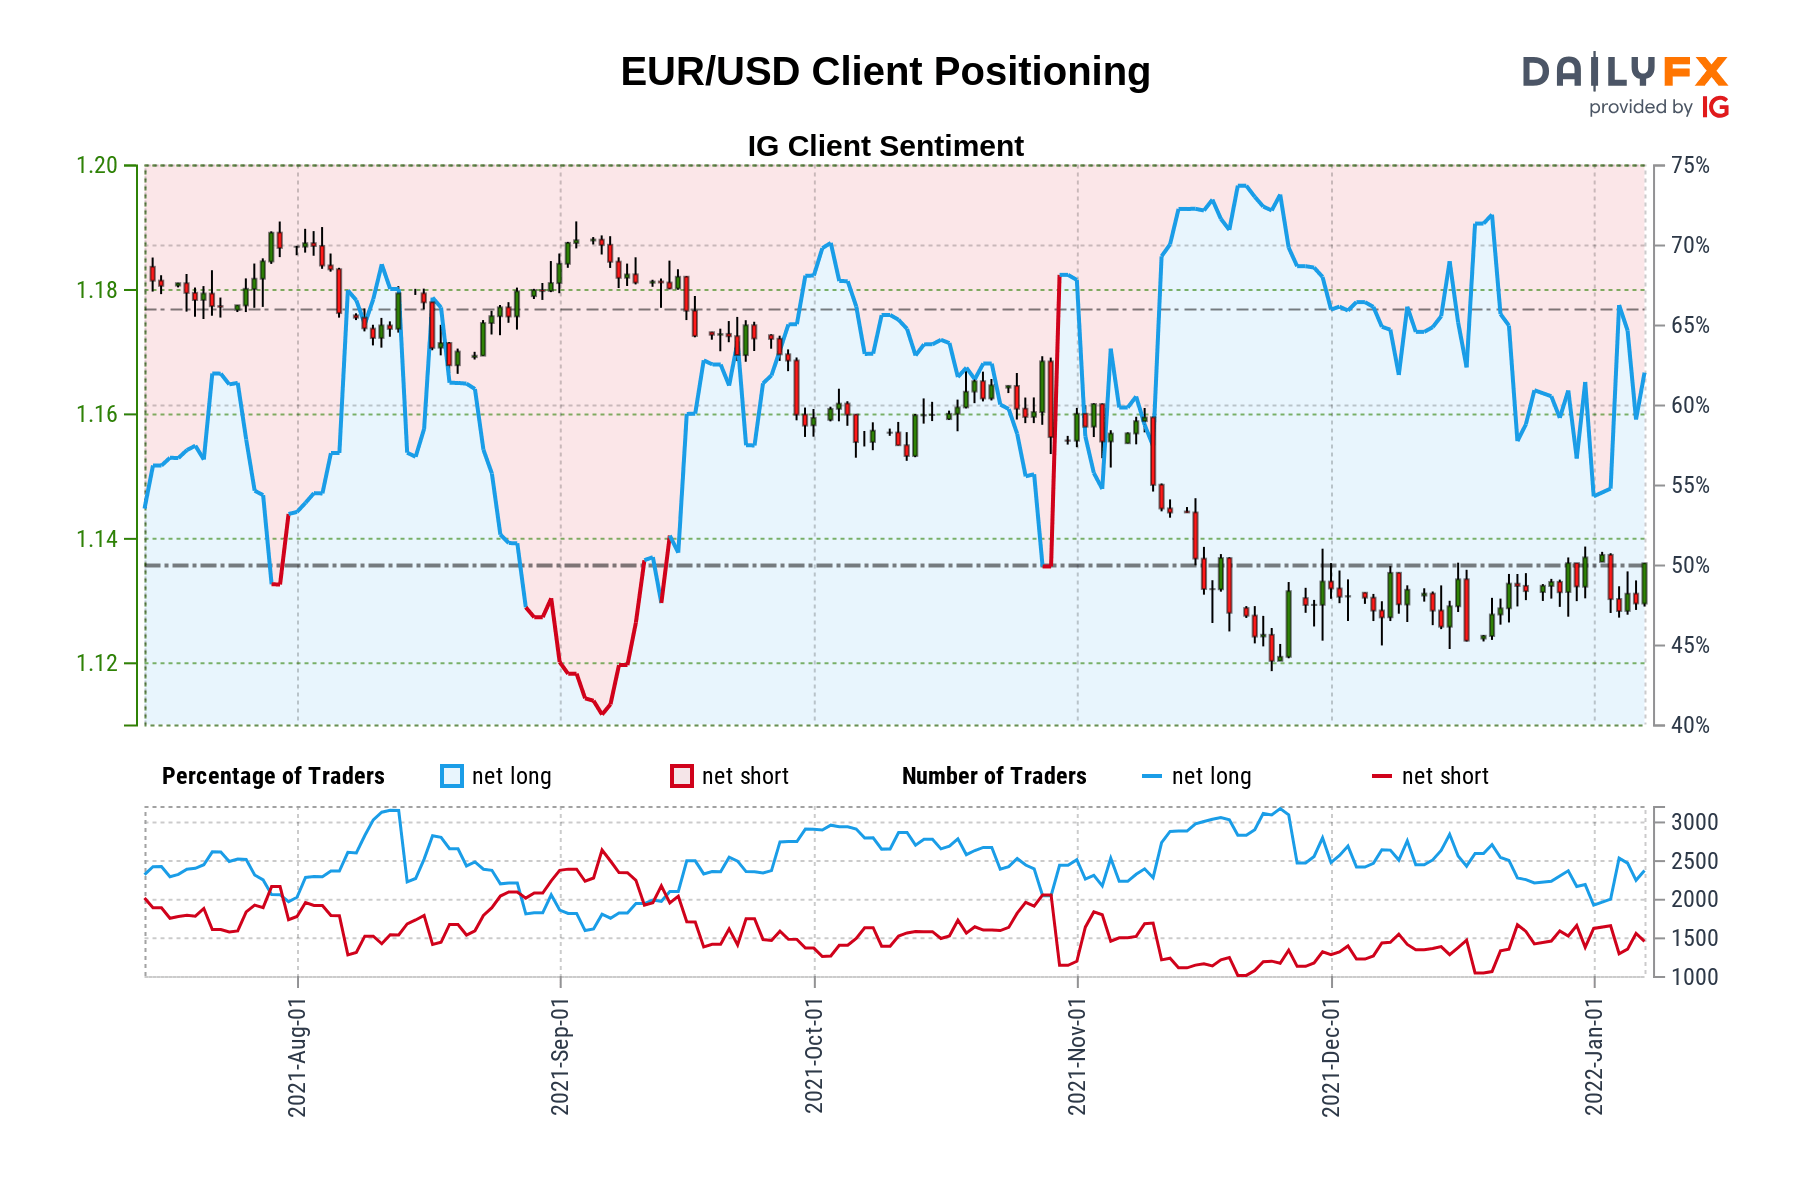 EUR/USD Client Positioning
DAILYFX
provided by IG
IG Client Sentiment
1.20
1.18
1.16
1.14
1.12
75%
70%
65%
60%
55%
50%
45%
40%
Percentage of Traders net long net short Number of Traders net long net short
3000
2500
2000
1500
1000
2021-Aug-01
2021-Sep-01
2021-Oct-01
2021-Nov-01
2021-Dec-01
2022-Jan-01